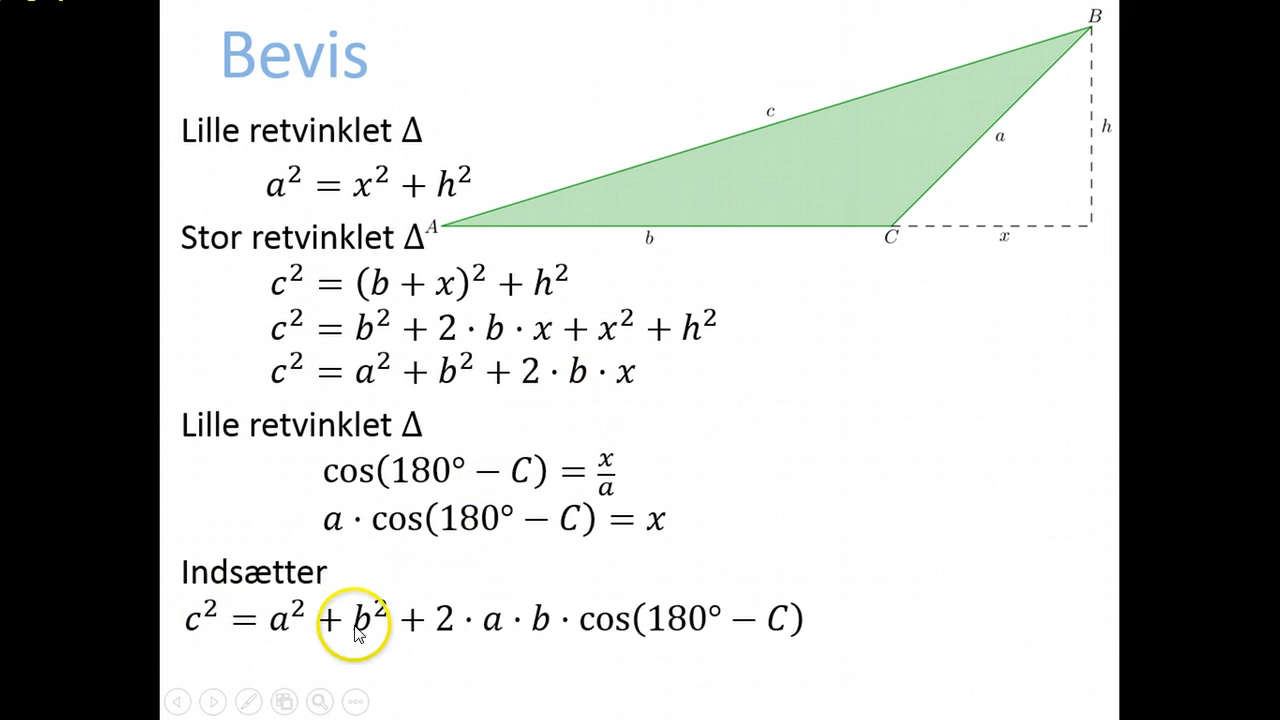 Bevis
Lille retvinklet Δ
a² = x² + h²
Stor retvinklet Δ
c² = (b + x)² + h²
c² = b² + 2 · b · x + x² + h²
c² = a² + b² + 2 · b · x
Lille retvinklet Δ
cos(180° − C) = x/a
a · cos(180° − C) = x
Indsætter
c² = a² + b² + 2 · a · b · cos(180° − C)
B
c
h
a
A
b
C
x